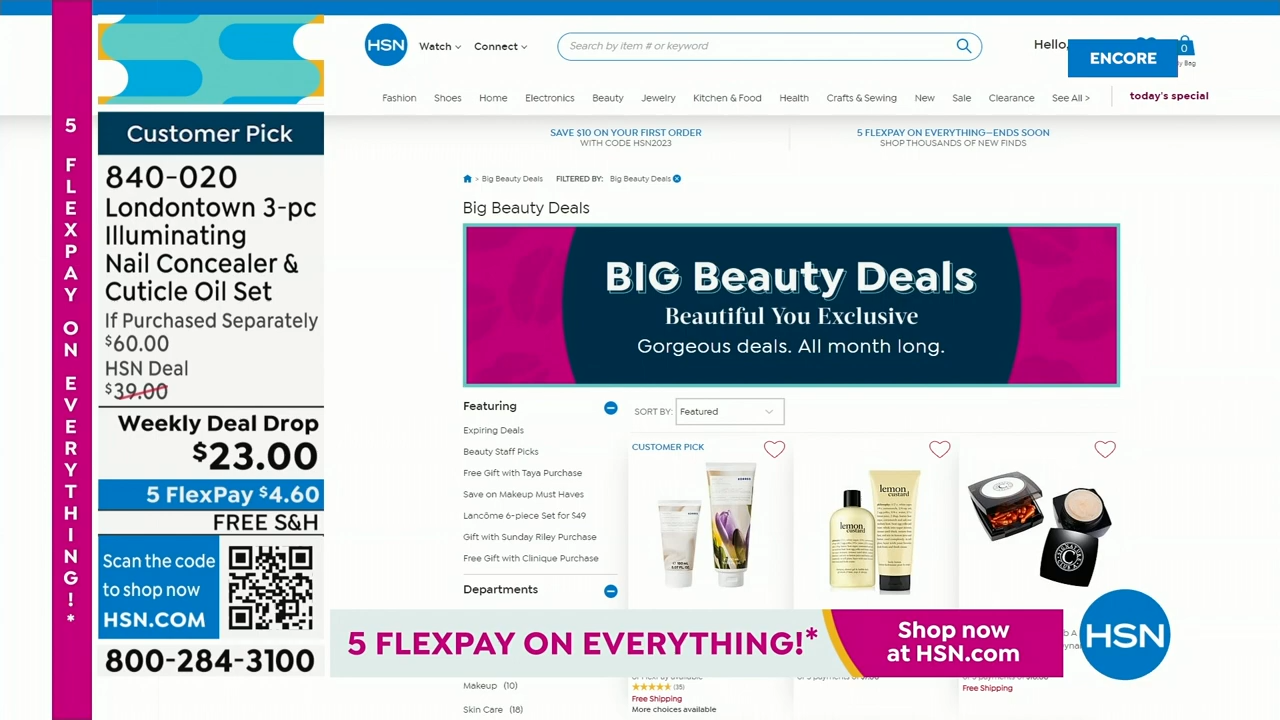 5 FLEXPAY ON EVERYTHING!*
Customer Pick
840-020
Londontown 3-pc
Illuminating
Nail Concealer &
Cuticle Oil Set
If Purchased Separately
$60.00
HSN Deal
$39.00
Weekly Deal Drop
$23.00
5 FlexPay $4.60
FREE S&H
Scan the code
to shop now
HSN.COM
800-284-3100
HSN
Watch
Connect
Search by item # or keyword
Hello,
ENCORE
0
Bag
Fashion Shoes Home Electronics Beauty Jewelry Kitchen & Food Health Crafts & Sewing New Sale Clearance See All > today's special
SAVE $10 ON YOUR FIRST ORDER
WITH CODE HSN2023
5 FLEXPAY ON EVERYTHING—ENDS SOON
SHOP THOUSANDS OF NEW FINDS
> Big Beauty Deals FILTERED BY: Big Beauty Deals
Big Beauty Deals
BIG Beauty Deals
Beautiful You Exclusive
Gorgeous deals. All month long.
Featuring
Expiring Deals
Beauty Staff Picks
Free Gift with Taya Purchase
Save on Makeup Must Haves
Lancôme 6-piece Set for $49
Gift with Sunday Riley Purchase
Free Gift with Clinique Purchase
Departments
Makeup (10)
Skin Care (18)
SORT BY: Featured
CUSTOMER PICK
KORRES
lemon
custard
lemon
custard
5 FLEXPAY ON EVERYTHING!*
Shop now
at HSN.com
HSN
(35)
Free Shipping
More choices available
Free Shipping